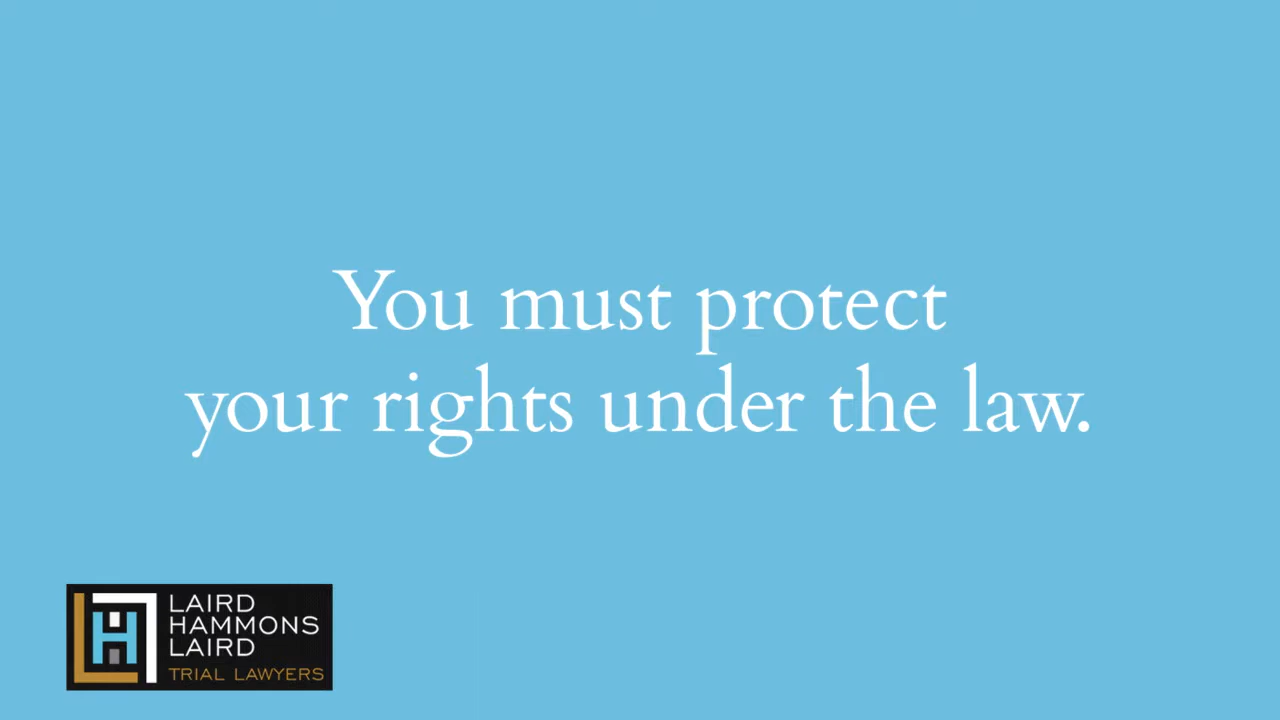 You must protect
your rights under the law.
LAIRD
HAMMONS
LAIRD
TRIAL LAWYERS